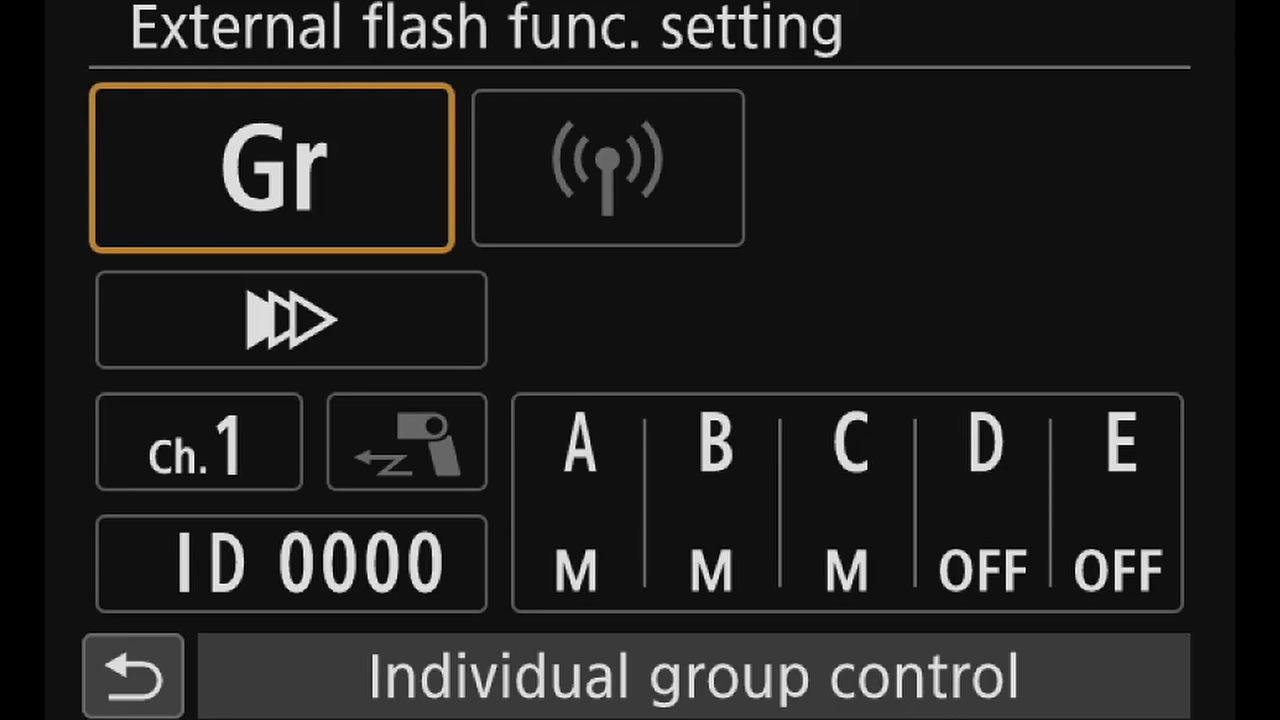 External flash func. setting
Gr
Ch.1
A B C D E
M M M OFF OFF
ID 0000
Individual group control